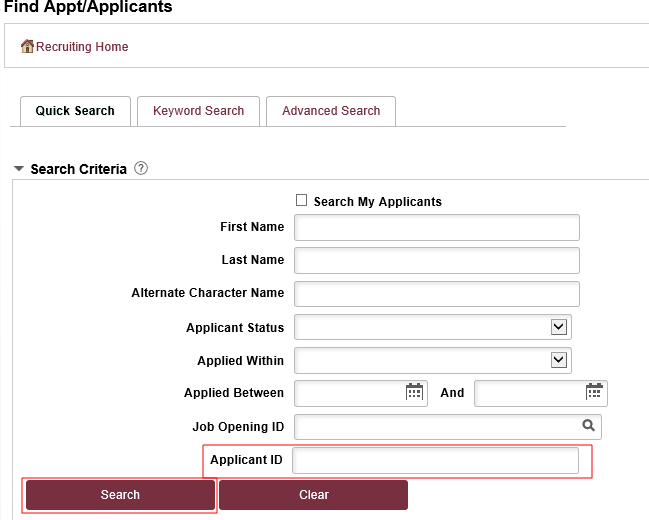 Find Appt/Applicants
Recruiting Home
Quick Search Keyword Search Advanced Search
Search Criteria ?
Search My Applicants
First Name
Last Name
Alternate Character Name
Applicant Status
Applied Within
Applied Between And
Job Opening ID
Applicant ID
Search Clear